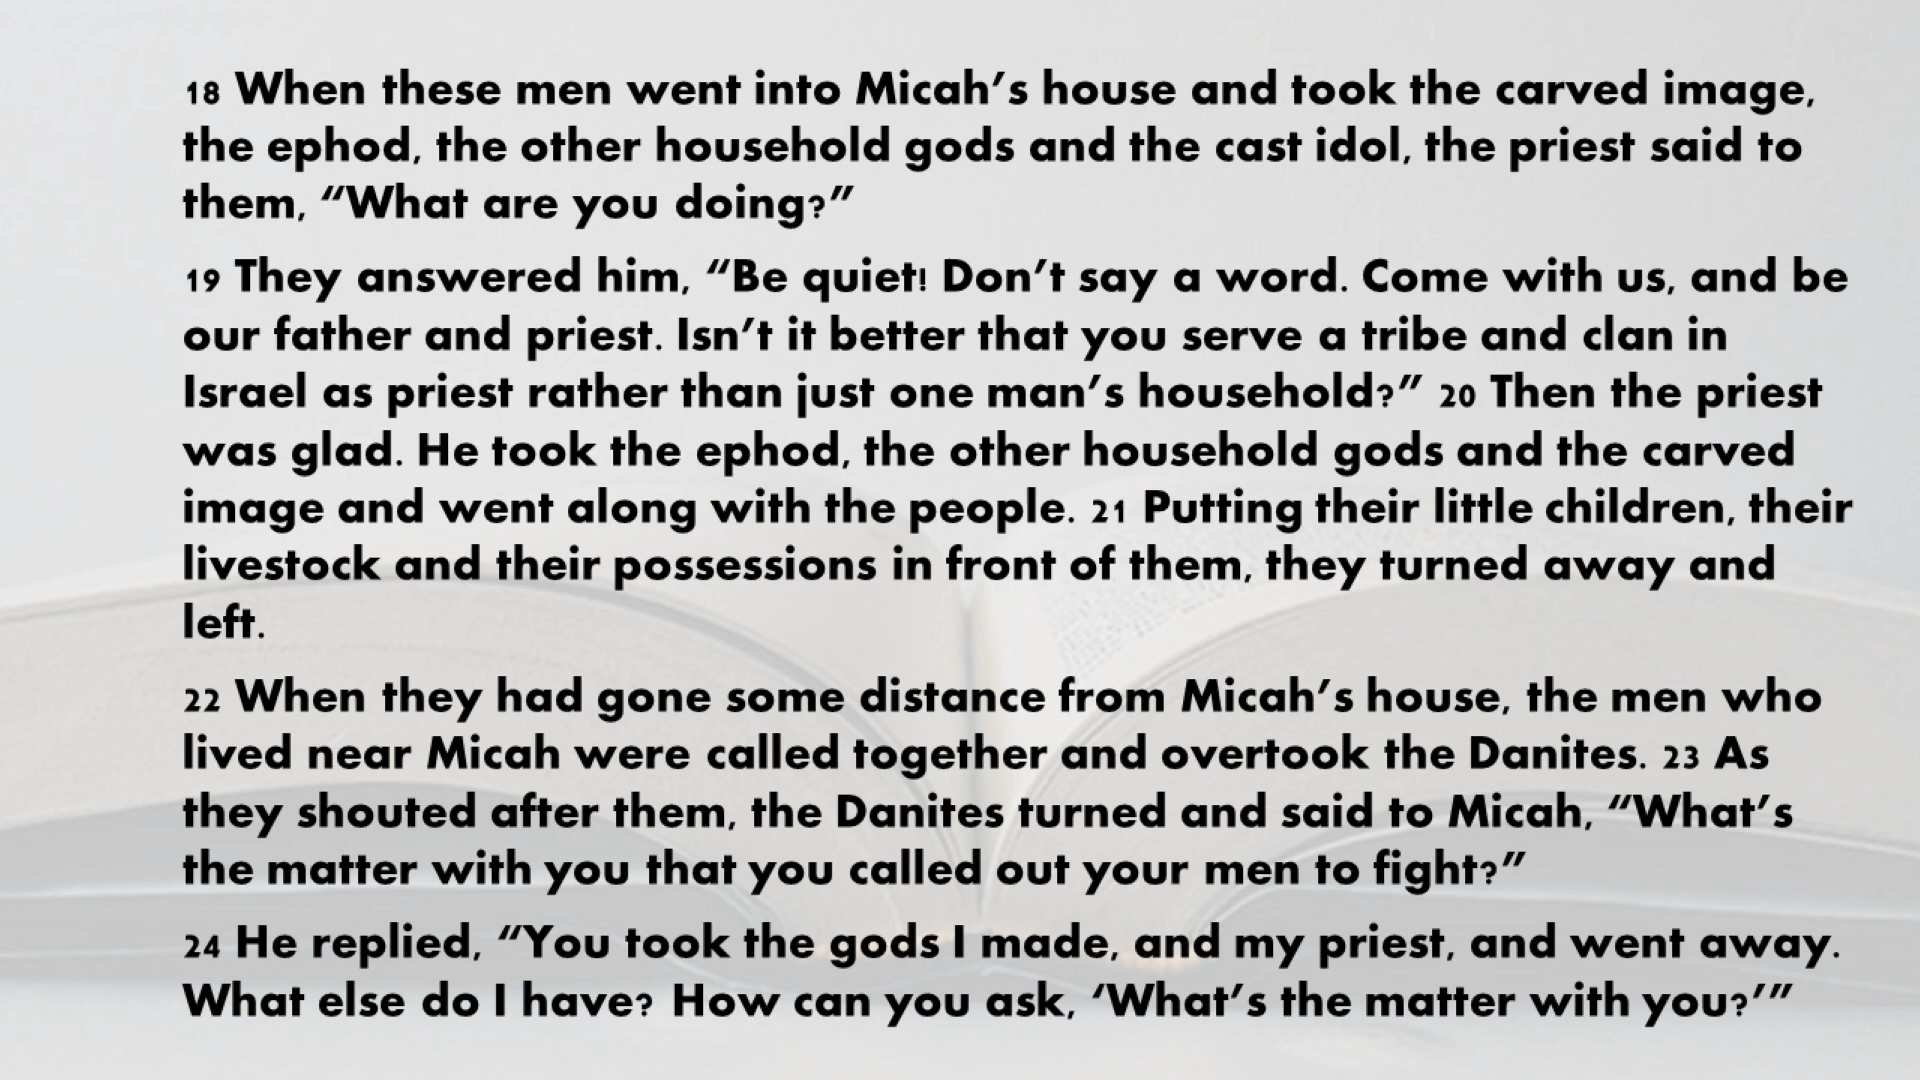 18 When these men went into Micah’s house and took the carved image,
the ephod, the other household gods and the cast idol, the priest said to
them, “What are you doing?”
19 They answered him, “Be quiet! Don’t say a word. Come with us, and be
our father and priest. Isn’t it better that you serve a tribe and clan in
Israel as priest rather than just one man’s household?” 20 Then the priest
was glad. He took the ephod, the other household gods and the carved
image and went along with the people. 21 Putting their little children, their
livestock and their possessions in front of them, they turned away and
left.
22 When they had gone some distance from Micah’s house, the men who
lived near Micah were called together and overtook the Danites. 23 As
they shouted after them, the Danites turned and said to Micah, “What’s
the matter with you that you called out your men to fight?”
24 He replied, “You took the gods I made, and my priest, and went away.
What else do I have? How can you ask, ‘What’s the matter with you?’”